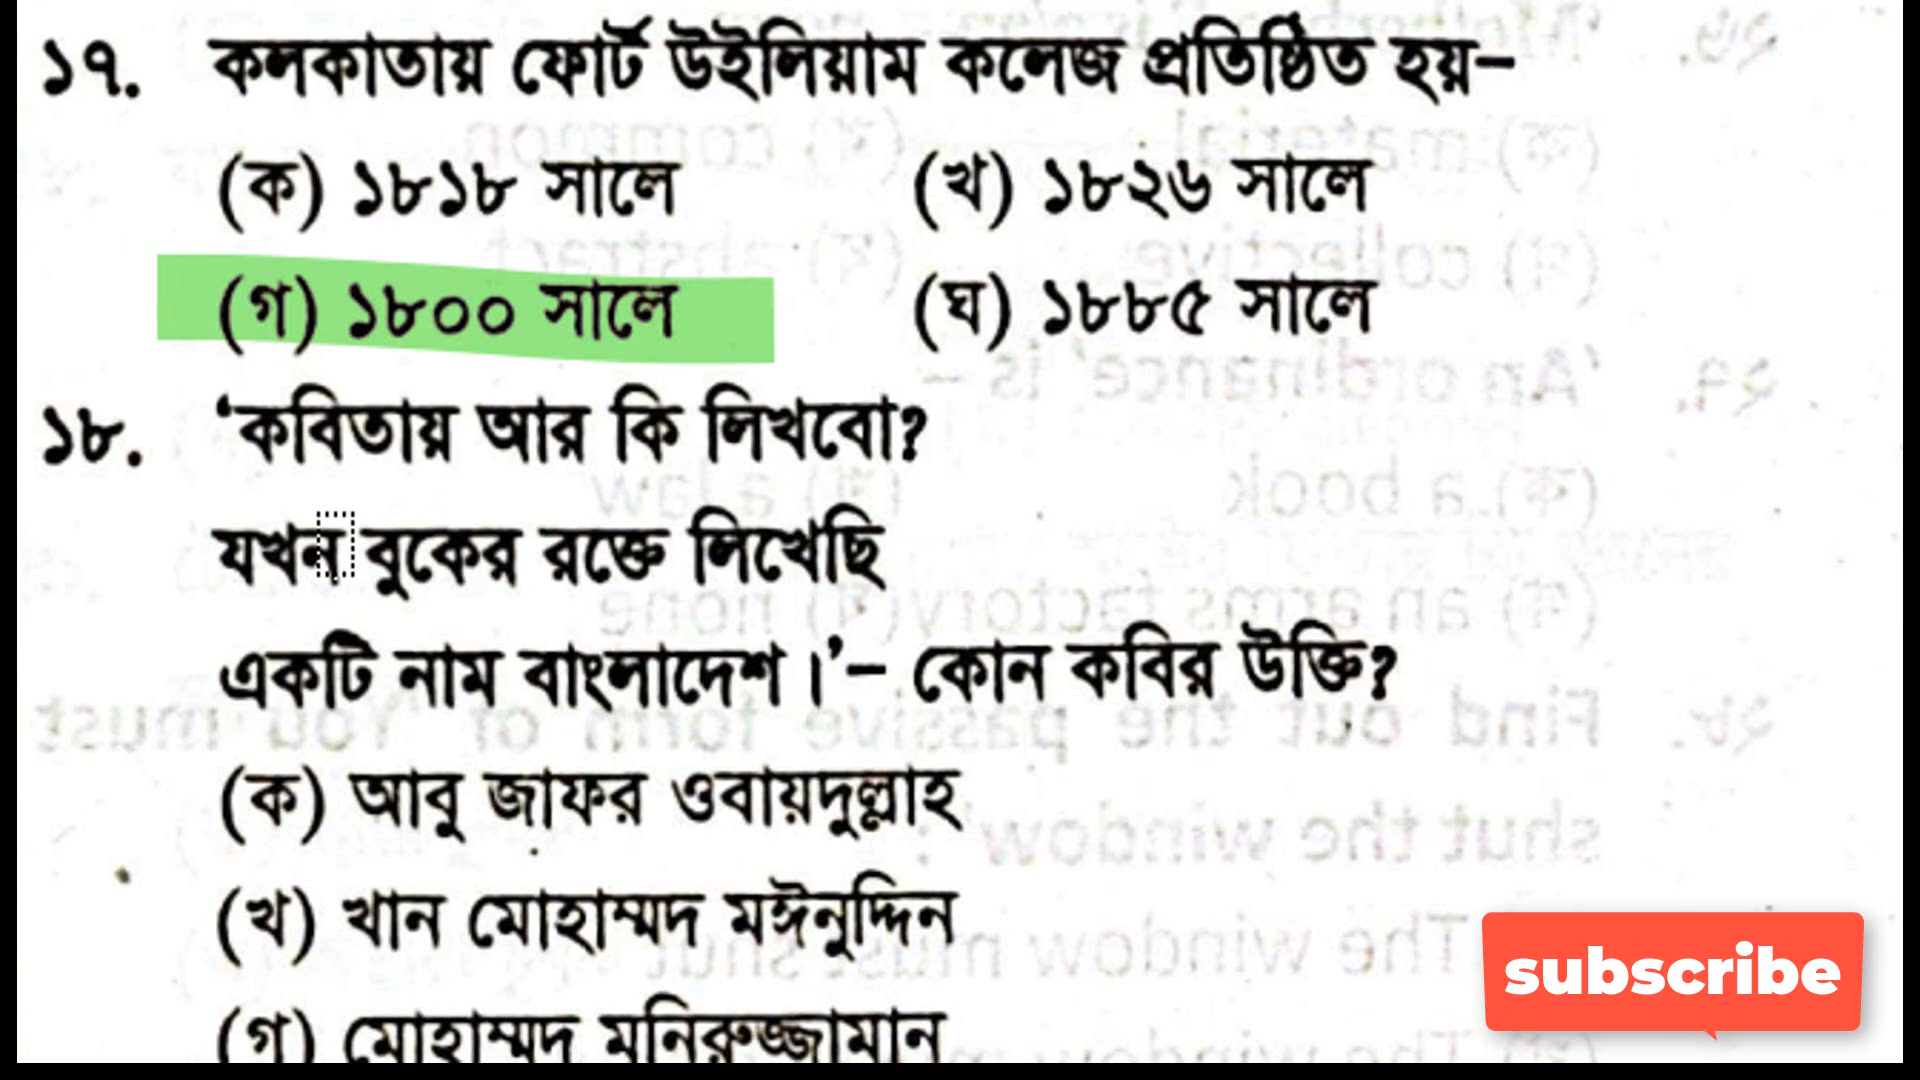 ১৭. কলকাতায় ফোর্ট উইলিয়াম কলেজ প্রতিষ্ঠিত হয়–
(ক) ১৮১৮ সালে (খ) ১৮২৬ সালে
(গ) ১৮০০ সালে (ঘ) ১৮৮৫ সালে
১৮. ‘কবিতায় আর কি লিখবো?
যখন বুকের রক্তে লিখেছি
একটি নাম বাংলাদেশ।’– কোন কবির উক্তি?
(ক) আবু জাফর ওবায়দুল্লাহ
(খ) খান মোহাম্মদ মঈনুদ্দিন
(গ) মোহাম্মদ মনিরুজ্জামান
subscribe